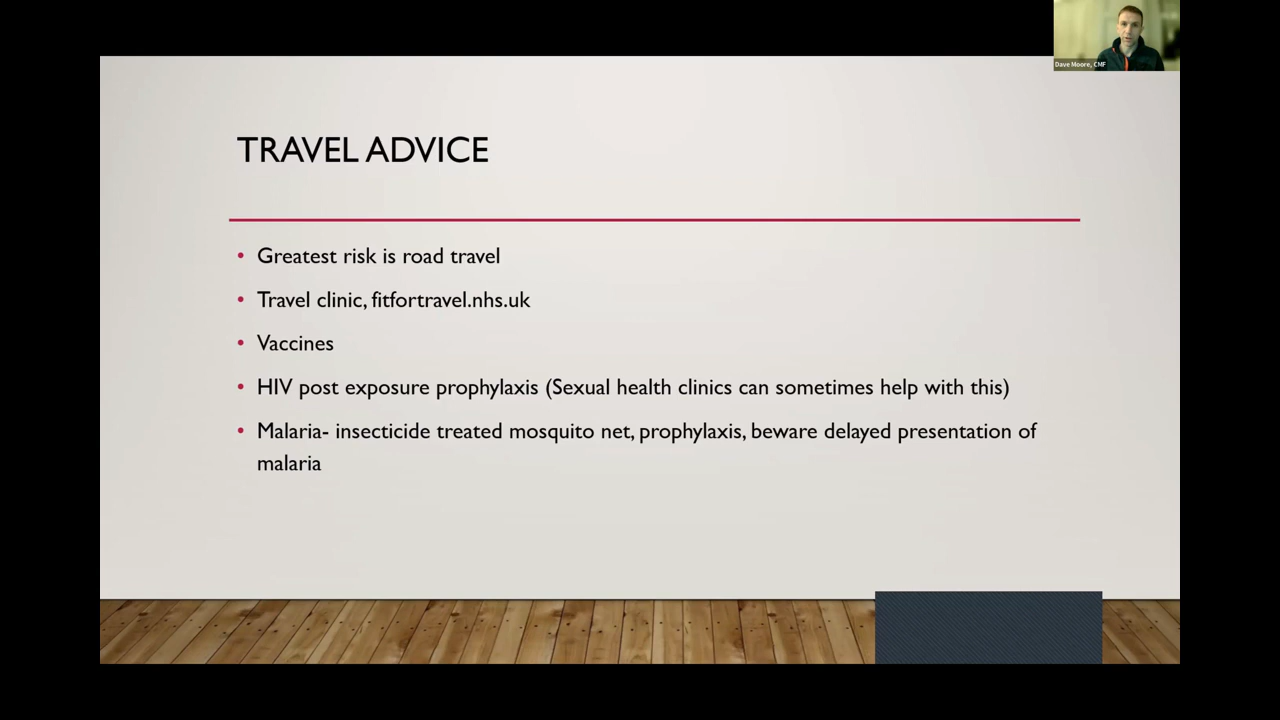 Dave Moore, CMF
TRAVEL ADVICE
• Greatest risk is road travel
• Travel clinic, fitfortravel.nhs.uk
• Vaccines
• HIV post exposure prophylaxis (Sexual health clinics can sometimes help with this)
• Malaria- insecticide treated mosquito net, prophylaxis, beware delayed presentation of
malaria